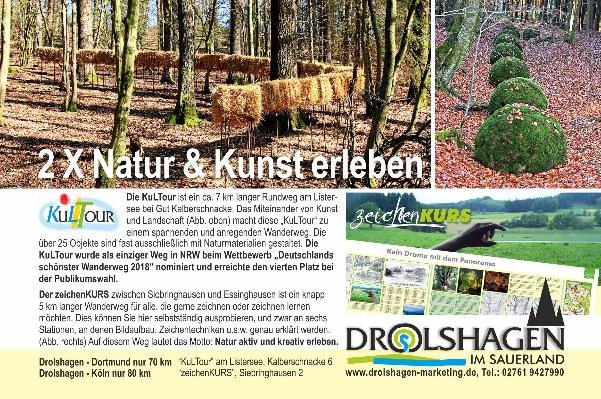 2 X Natur & Kunst erleben
KulTour
Die KuLTour ist ein ca. 7 km langer Rundweg am Lister-
see bei Gut Kalberschnacke. Das Miteinander von Kunst
und Landschaft (Abb. oben) macht diese „KulTour" zu
einem spannenden und anregenden Wanderweg. Die
über 25 Objekte sind fast ausschließlich mit Naturmaterialien gestaltet. Die
KuLTour wurde als einziger Weg in NRW beim Wettbewerb „Deutschlands
schönster Wanderweg 2018" nominiert und erreichte den vierten Platz bei
der Publikumswahl.
Der zeichenKURS zwischen Siebringhausen und Essinghausen ist ein knapp
5 km langer Wanderweg für alle, die gerne zeichnen oder zeichnen lernen
möchten. Dies können Sie hier selbstständig ausprobieren, und zwar an sechs
Stationen, an denen Bildaufbau, Zeichentechniken u.s.w. genau erklärt werden.
(Abb. rechts) Auf diesem Weg lautet das Motto: Natur aktiv und kreativ erleben.
Drolshagen - Dortmund nur 70 km "KulTour" am Listersee, Kalberschnacke 6
Drolshagen - Köln nur 80 km "zeichenKURS", Siebringhausen 2
zeichenKURS
Kein Drama mit dem Panorama
DROLSHAGEN
IM SAUERLAND
www.drolshagen-marketing.de, Tel.: 02761 9427990